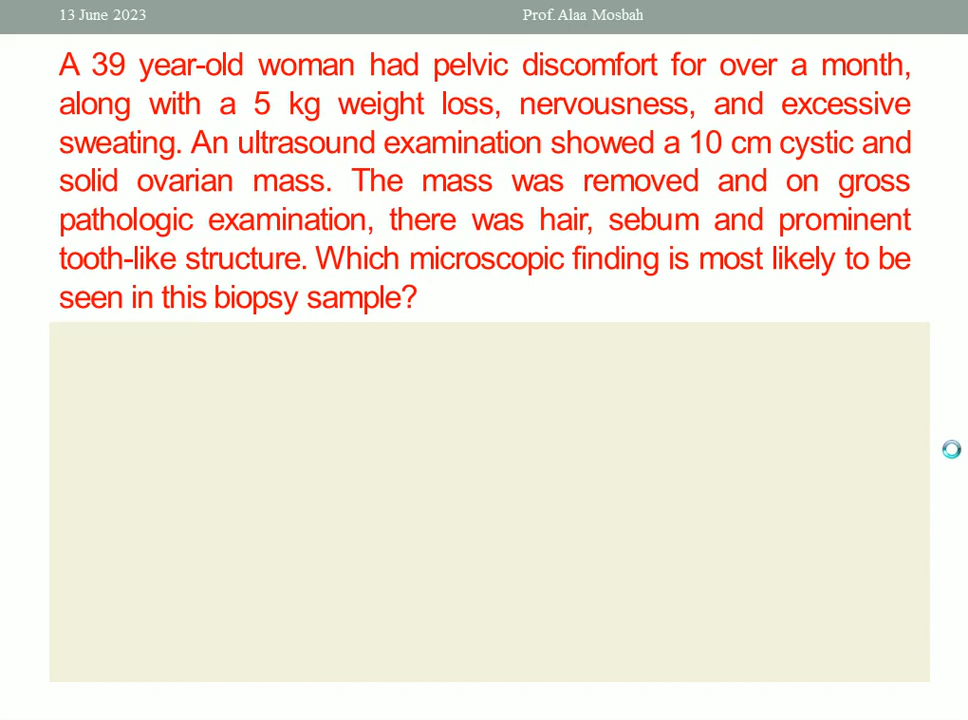 13 June 2023
Prof. Alaa Mosbah
A 39 year-old woman had pelvic discomfort for over a month,
along with a 5 kg weight loss, nervousness, and excessive
sweating. An ultrasound examination showed a 10 cm cystic and
solid ovarian mass. The mass was removed and on gross
pathologic examination, there was hair, sebum and prominent
tooth-like structure. Which microscopic finding is most likely to be
seen in this biopsy sample?